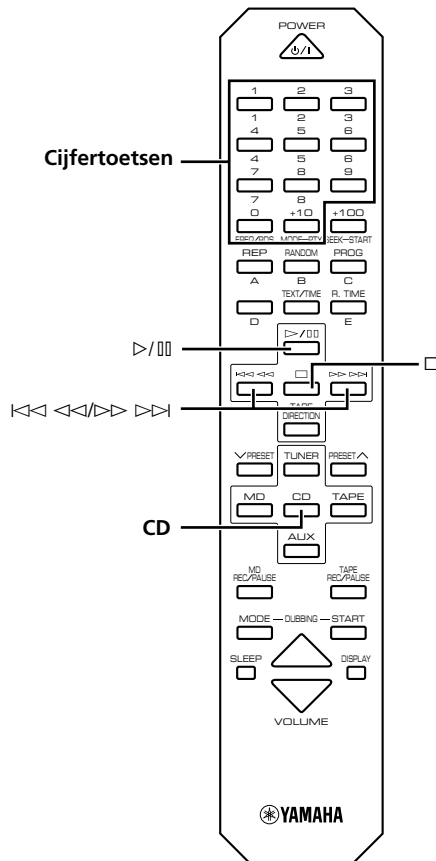 POWER
⏻/I
1 2 3
1 2 3
4 5 6
Cijfertoetsen
4 5 6
7 8 9
7 8
0 +10 +100
FREQ/RDS MODE—PTY SEEK—START
REP RANDOM PROG
A B C
TEXT/TIME R. TIME
D E
▷/▯▯
▷/▯▯
□
|◁◁ ◁◁ □ ▷▷ ▷▷|
|◁◁ ◁◁/▷▷ ▷▷|
TAPE
DIRECTION
∨PRESET TUNER PRESET∧
MD CD TAPE
CD
AUX
MD REC/PAUSE
TAPE REC/PAUSE
MODE — DUBBING — START
SLEEP DISPLAY
VOLUME
YAMAHA